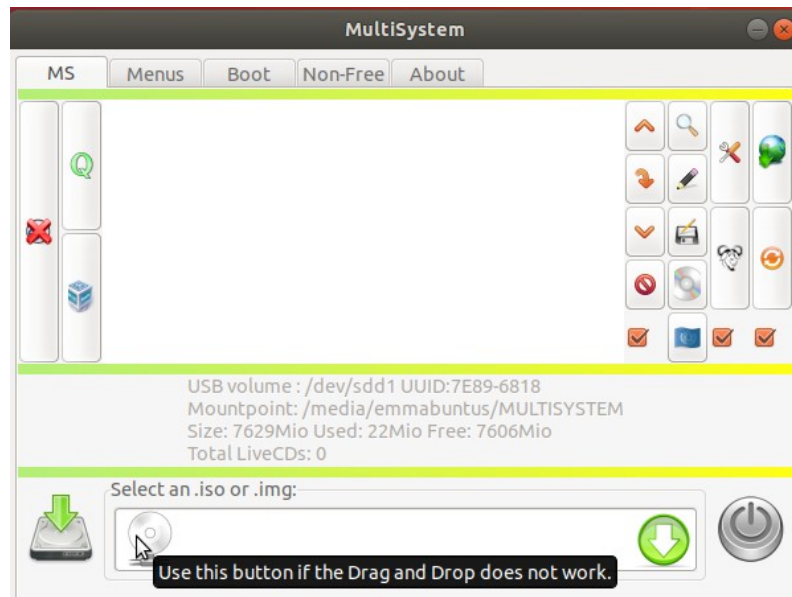 MultiSystem
MS Menus Boot Non-Free About
Q
USB volume : /dev/sdd1 UUID:7E89-6818
Mountpoint: /media/emmabuntus/MULTISYSTEM
Size: 7629Mio Used: 22Mio Free: 7606Mio
Total LiveCDs: 0
Select an .iso or .img:
Use this button if the Drag and Drop does not work.